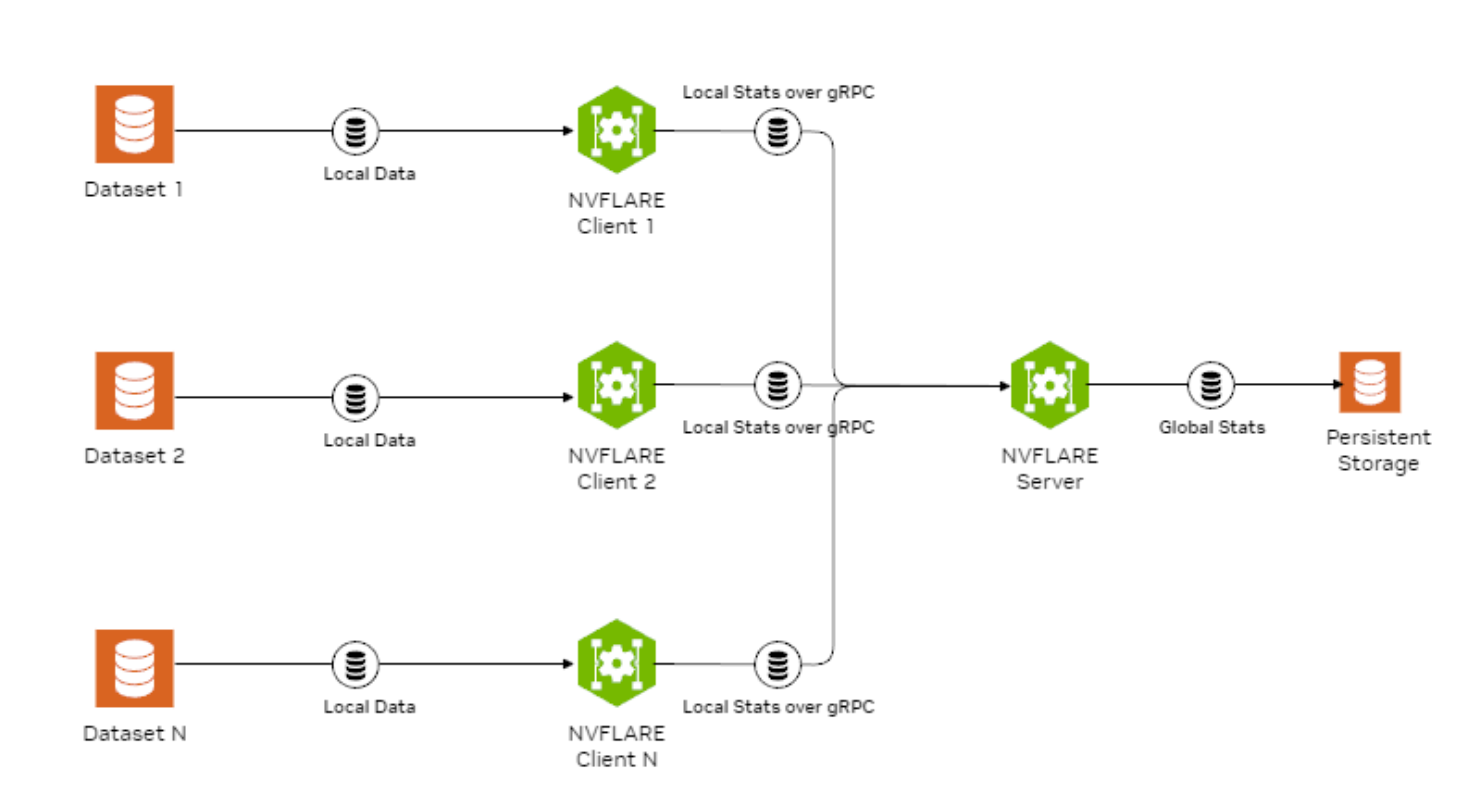 Local Stats over gRPC
Local Data
Dataset 1
NVFLARE
Client 1
Local Stats over gRPC
Local Data
Dataset 2
NVFLARE
Client 2
Global Stats
NVFLARE
Server
Persistent
Storage
Local Data
Local Stats over gRPC
Dataset N
NVFLARE
Client N